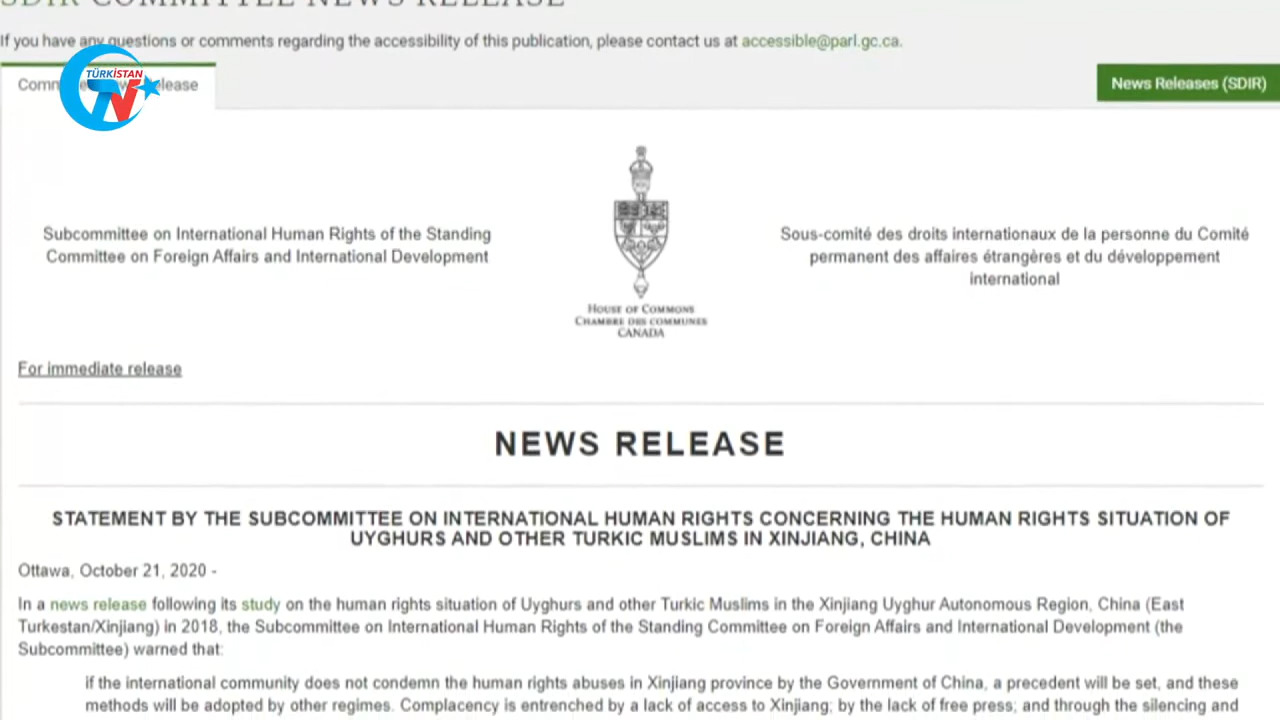 SDIR COMMITTEE NEWS RELEASE
If you have any questions or comments regarding the accessibility of this publication, please contact us at accessible@parl.gc.ca.
TÜRKİSTAN
TV
News Releases (SDIR)
Subcommittee on International Human Rights of the Standing
Committee on Foreign Affairs and International Development
HOUSE OF COMMONS
CHAMBRE DES COMMUNES
CANADA
Sous-comité des droits internationaux de la personne du Comité
permanent des affaires étrangères et du développement
international
For immediate release
NEWS RELEASE
STATEMENT BY THE SUBCOMMITTEE ON INTERNATIONAL HUMAN RIGHTS CONCERNING THE HUMAN RIGHTS SITUATION OF
UYGHURS AND OTHER TURKIC MUSLIMS IN XINJIANG, CHINA
Ottawa, October 21, 2020 -
In a news release following its study on the human rights situation of Uyghurs and other Turkic Muslims in the Xinjiang Uyghur Autonomous Region, China (East
Turkestan/Xinjiang) in 2018, the Subcommittee on International Human Rights of the Standing Committee on Foreign Affairs and International Development (the
Subcommittee) warned that:
if the international community does not condemn the human rights abuses in Xinjiang province by the Government of China, a precedent will be set, and these
methods will be adopted by other regimes. Complacency is entrenched by a lack of access to Xinjiang; by the lack of free press; and through the silencing and